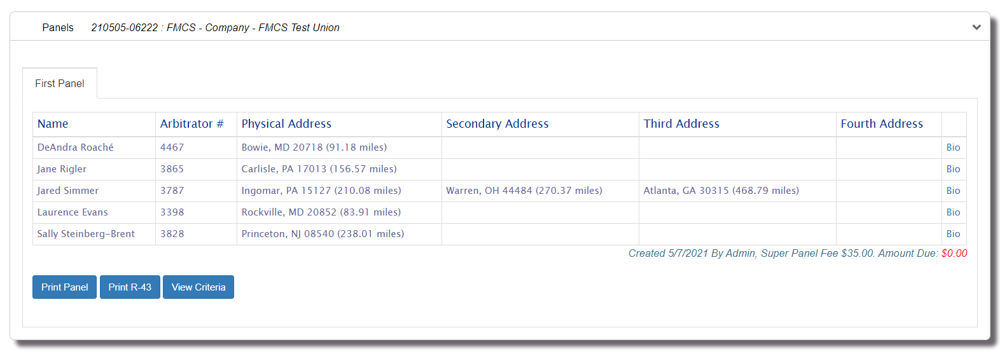 Panels 210505-06222 : FMCS - Company - FMCS Test Union
First Panel
Name Arbitrator # Physical Address Secondary Address Third Address Fourth Address
DeAndra Roaché 4467 Bowie, MD 20718 (91.18 miles) Bio
Jane Rigler 3865 Carlisle, PA 17013 (156.57 miles) Bio
Jared Simmer 3787 Ingomar, PA 15127 (210.08 miles) Warren, OH 44484 (270.37 miles) Atlanta, GA 30315 (468.79 miles) Bio
Laurence Evans 3398 Rockville, MD 20852 (83.91 miles) Bio
Sally Steinberg-Brent 3828 Princeton, NJ 08540 (238.01 miles) Bio
Created 5/7/2021 By Admin, Super Panel Fee $35.00. Amount Due: $0.00
Print Panel Print R-43 View Criteria